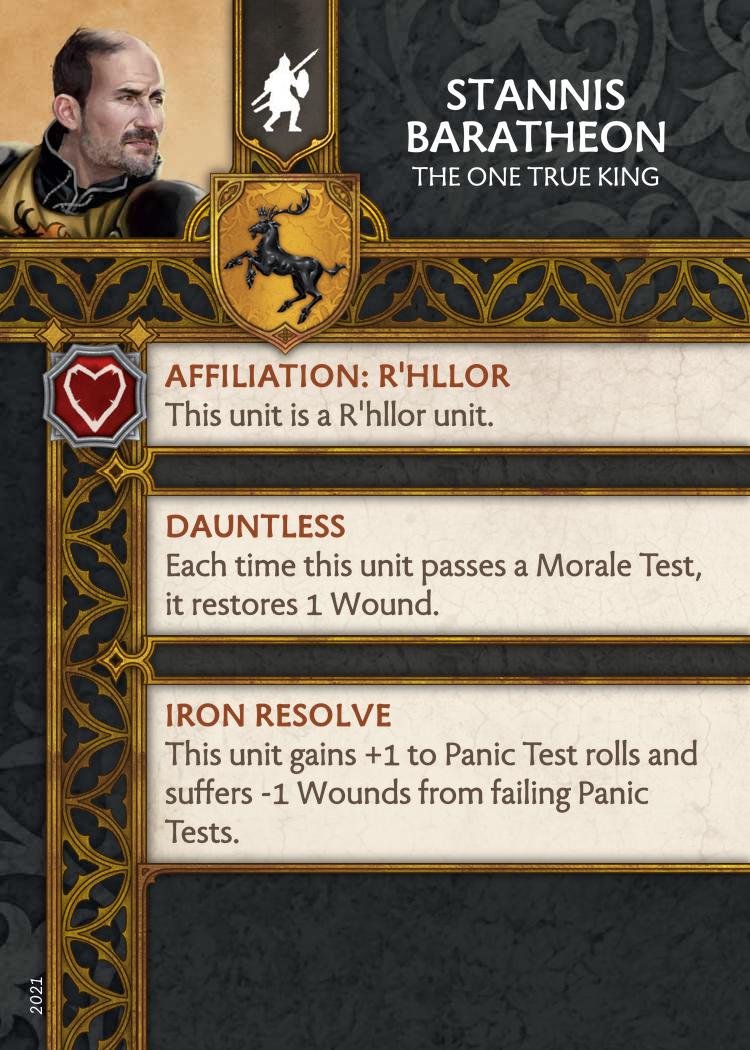 STANNIS
BARATHEON
THE ONE TRUE KING
AFFILIATION: R'HLLOR
This unit is a R'hllor unit.
DAUNTLESS
Each time this unit passes a Morale Test,
it restores 1 Wound.
IRON RESOLVE
This unit gains +1 to Panic Test rolls and
suffers -1 Wounds from failing Panic
Tests.
2021